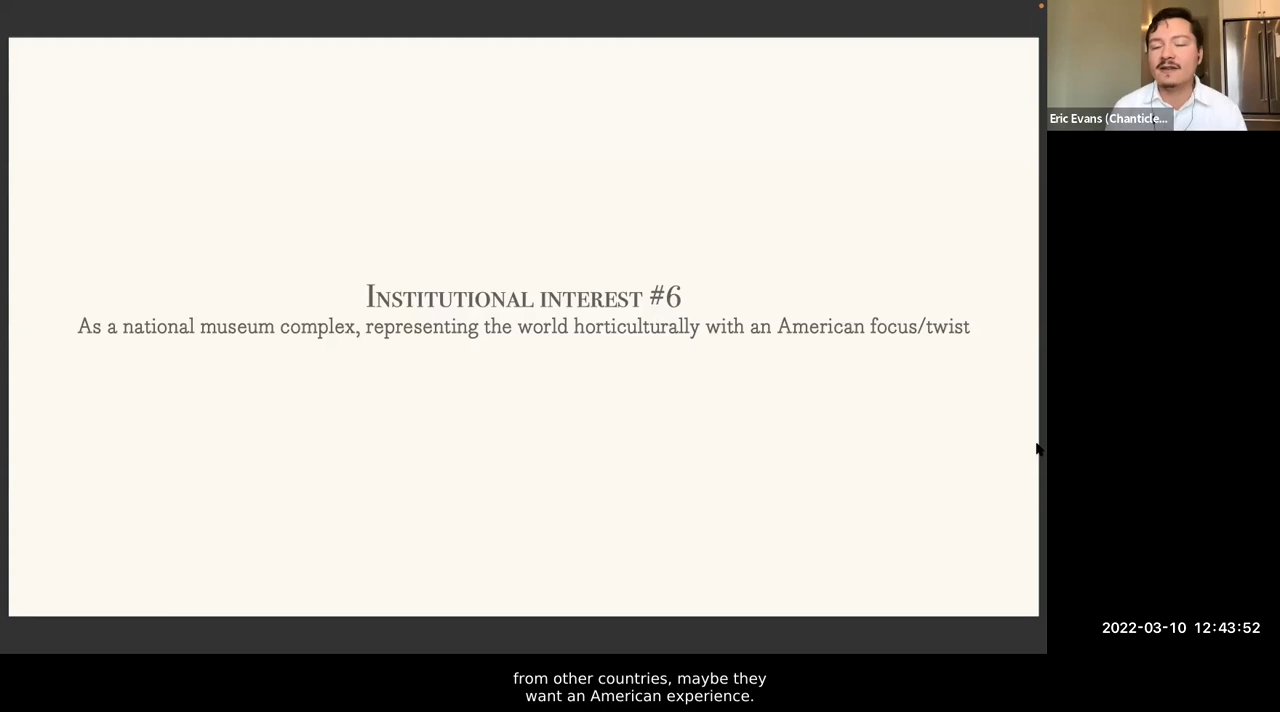 Institutional interest #6
As a national museum complex, representing the world horticulturally with an American focus/twist
Eric Evans (Chanticle...
2022-03-10 12:43:52
from other countries, maybe they
want an American experience.